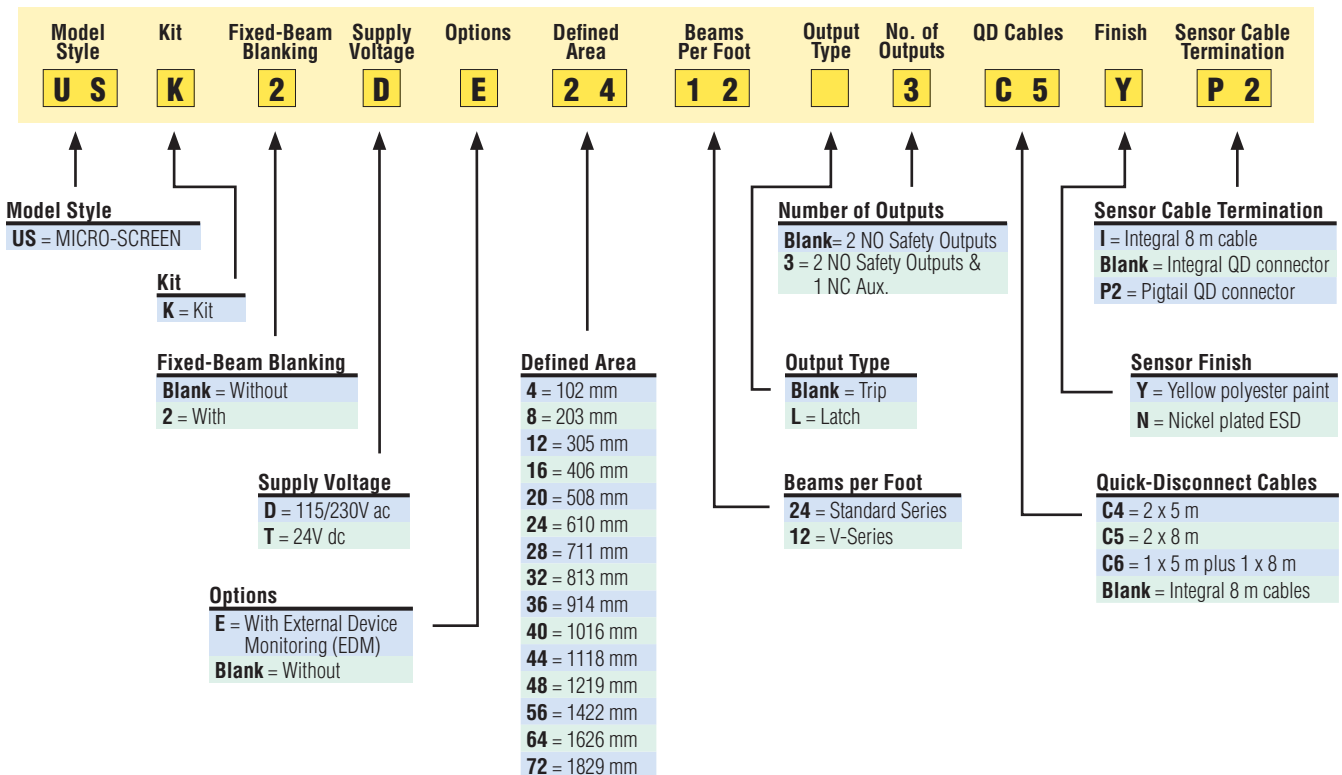 Model Style
Kit
Fixed-Beam Blanking
Supply Voltage
Options
Defined Area
Beams Per Foot
Output Type
No. of Outputs
QD Cables
Finish
Sensor Cable Termination
U S
K
2
D
E
2 4
1 2
3
C 5
Y
P 2
Model Style
US = MICRO-SCREEN
Kit
K = Kit
Fixed-Beam Blanking
Blank = Without
2 = With
Supply Voltage
D = 115/230V ac
T = 24V dc
Options
E = With External Device
Monitoring (EDM)
Blank = Without
Defined Area
4 = 102 mm
8 = 203 mm
12 = 305 mm
16 = 406 mm
20 = 508 mm
24 = 610 mm
28 = 711 mm
32 = 813 mm
36 = 914 mm
40 = 1016 mm
44 = 1118 mm
48 = 1219 mm
56 = 1422 mm
64 = 1626 mm
72 = 1829 mm
Number of Outputs
Blank= 2 NO Safety Outputs
3 = 2 NO Safety Outputs &
1 NC Aux.
Output Type
Blank = Trip
L = Latch
Beams per Foot
24 = Standard Series
12 = V-Series
Sensor Cable Termination
I = Integral 8 m cable
Blank = Integral QD connector
P2 = Pigtail QD connector
Sensor Finish
Y = Yellow polyester paint
N = Nickel plated ESD
Quick-Disconnect Cables
C4 = 2 x 5 m
C5 = 2 x 8 m
C6 = 1 x 5 m plus 1 x 8 m
Blank = Integral 8 m cables